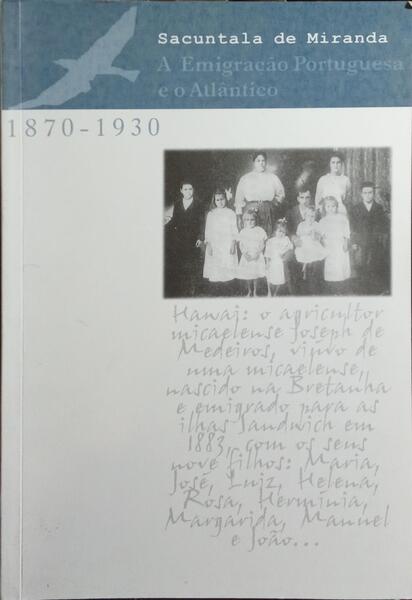 Sacuntala de Miranda
A Emigração Portuguesa
e o Atlântico
1870-1930
Hawai: o agricultor
micaelense Joseph de
Medeiros, viúvo de
uma micaelense,
nascido na Bretanha
e emigrado para as
ilhas Sandwich em
1883, com os seus
nove filhos: Maria,
José, Luiz, Helena,
Rosa, Hermínia,
Margarida, Manuel
e João...